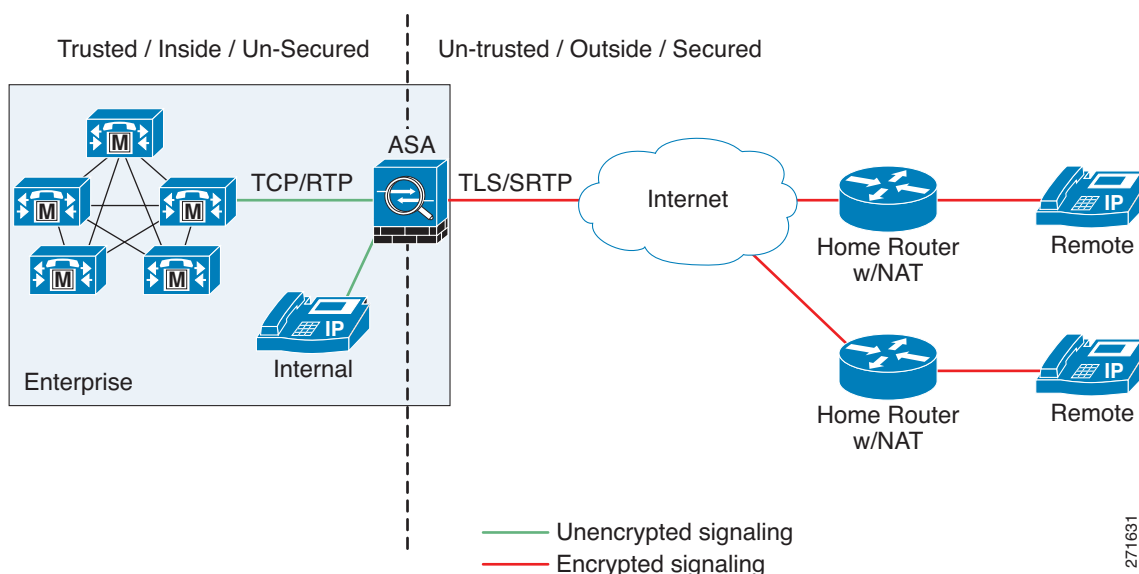 Trusted / Inside / Un-Secured
Un-trusted / Outside / Secured
M
M
M
M
M
TCP/RTP
ASA
TLS/SRTP
Internet
IP
Internal
Enterprise
Home Router
w/NAT
IP
Remote
Home Router
w/NAT
IP
Remote
Unencrypted signaling
Encrypted signaling
271631